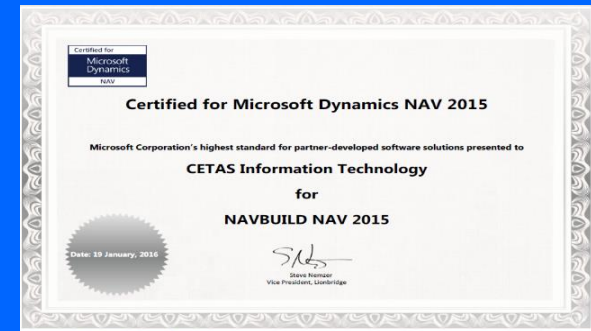 Certified for
Microsoft
Dynamics
NAV
Certified for Microsoft Dynamics NAV 2015
Microsoft Corporation's highest standard for partner-developed software solutions presented to
CETAS Information Technology
for
NAVBUILD NAV 2015
Date: 19 January, 2016
Steve Nemzer
Vice President, Lionbridge